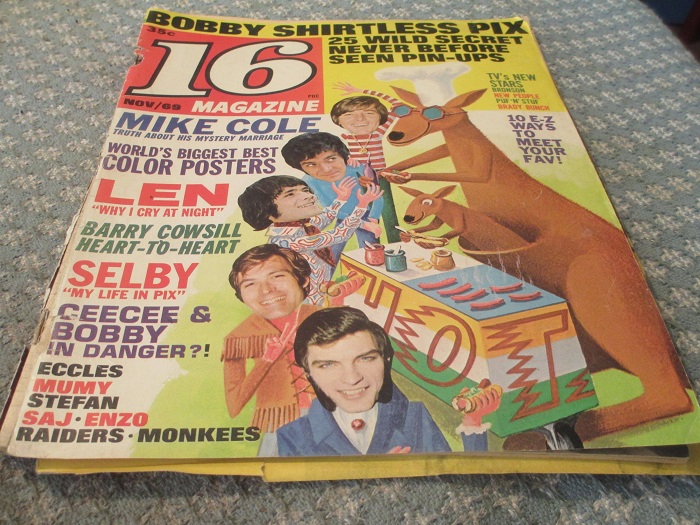 BOBBY SHIRTLESS PIX
25 WILD SECRET
NEVER BEFORE
SEEN PIN-UPS
35c
16
NOV/69
MAGAZINE
TV's NEW
STARS
BRONSON
NEW PEOPLE
PUF 'N' STUF
BRADY BUNCH
10 E-Z
WAYS
TO
MEET
YOUR
FAV!
MIKE COLE
TRUTH ABOUT HIS MYSTERY MARRIAGE
WORLD'S BIGGEST BEST
COLOR POSTERS
LEN
"WHY I CRY AT NIGHT"
BARRY COWSILL
HEART-TO-HEART
SELBY
"MY LIFE IN PIX"
GEECEE &
BOBBY
IN DANGER?!
ECCLES
MUMY
STEFAN
SAJ·ENZO
RAIDERS·MONKEES
HOT